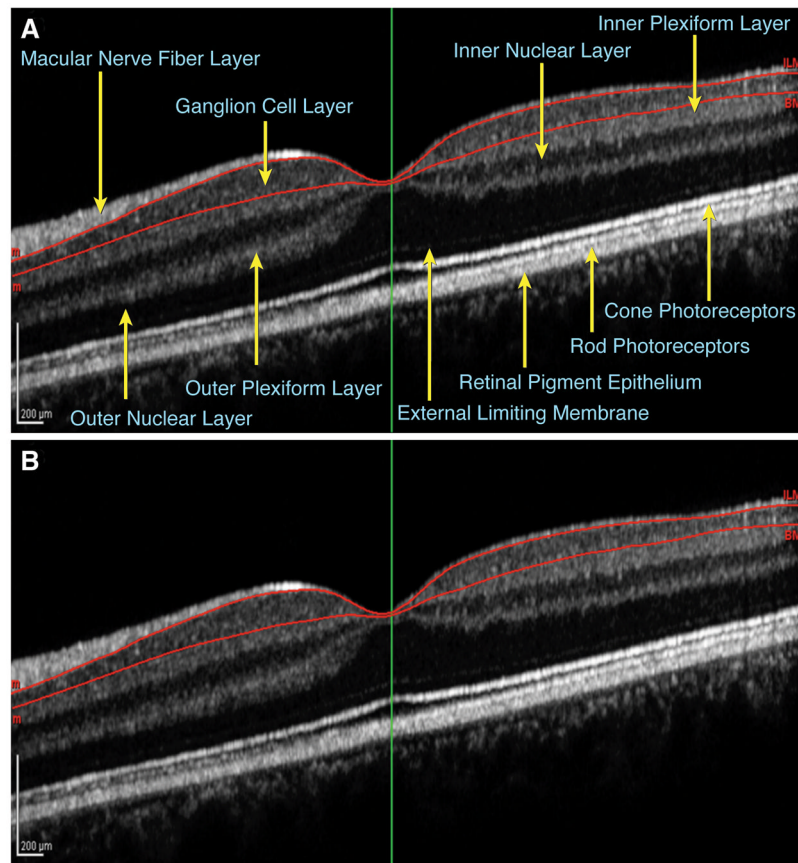 A
Inner Plexiform Layer
Inner Nuclear Layer
Macular Nerve Fiber Layer
Ganglion Cell Layer
ILM
BM
m
m
Cone Photoreceptors
Rod Photoreceptors
Retinal Pigment Epithelium
Outer Plexiform Layer
External Limiting Membrane
Outer Nuclear Layer
200 µm
B
ILM
BM
m
m
200 µm